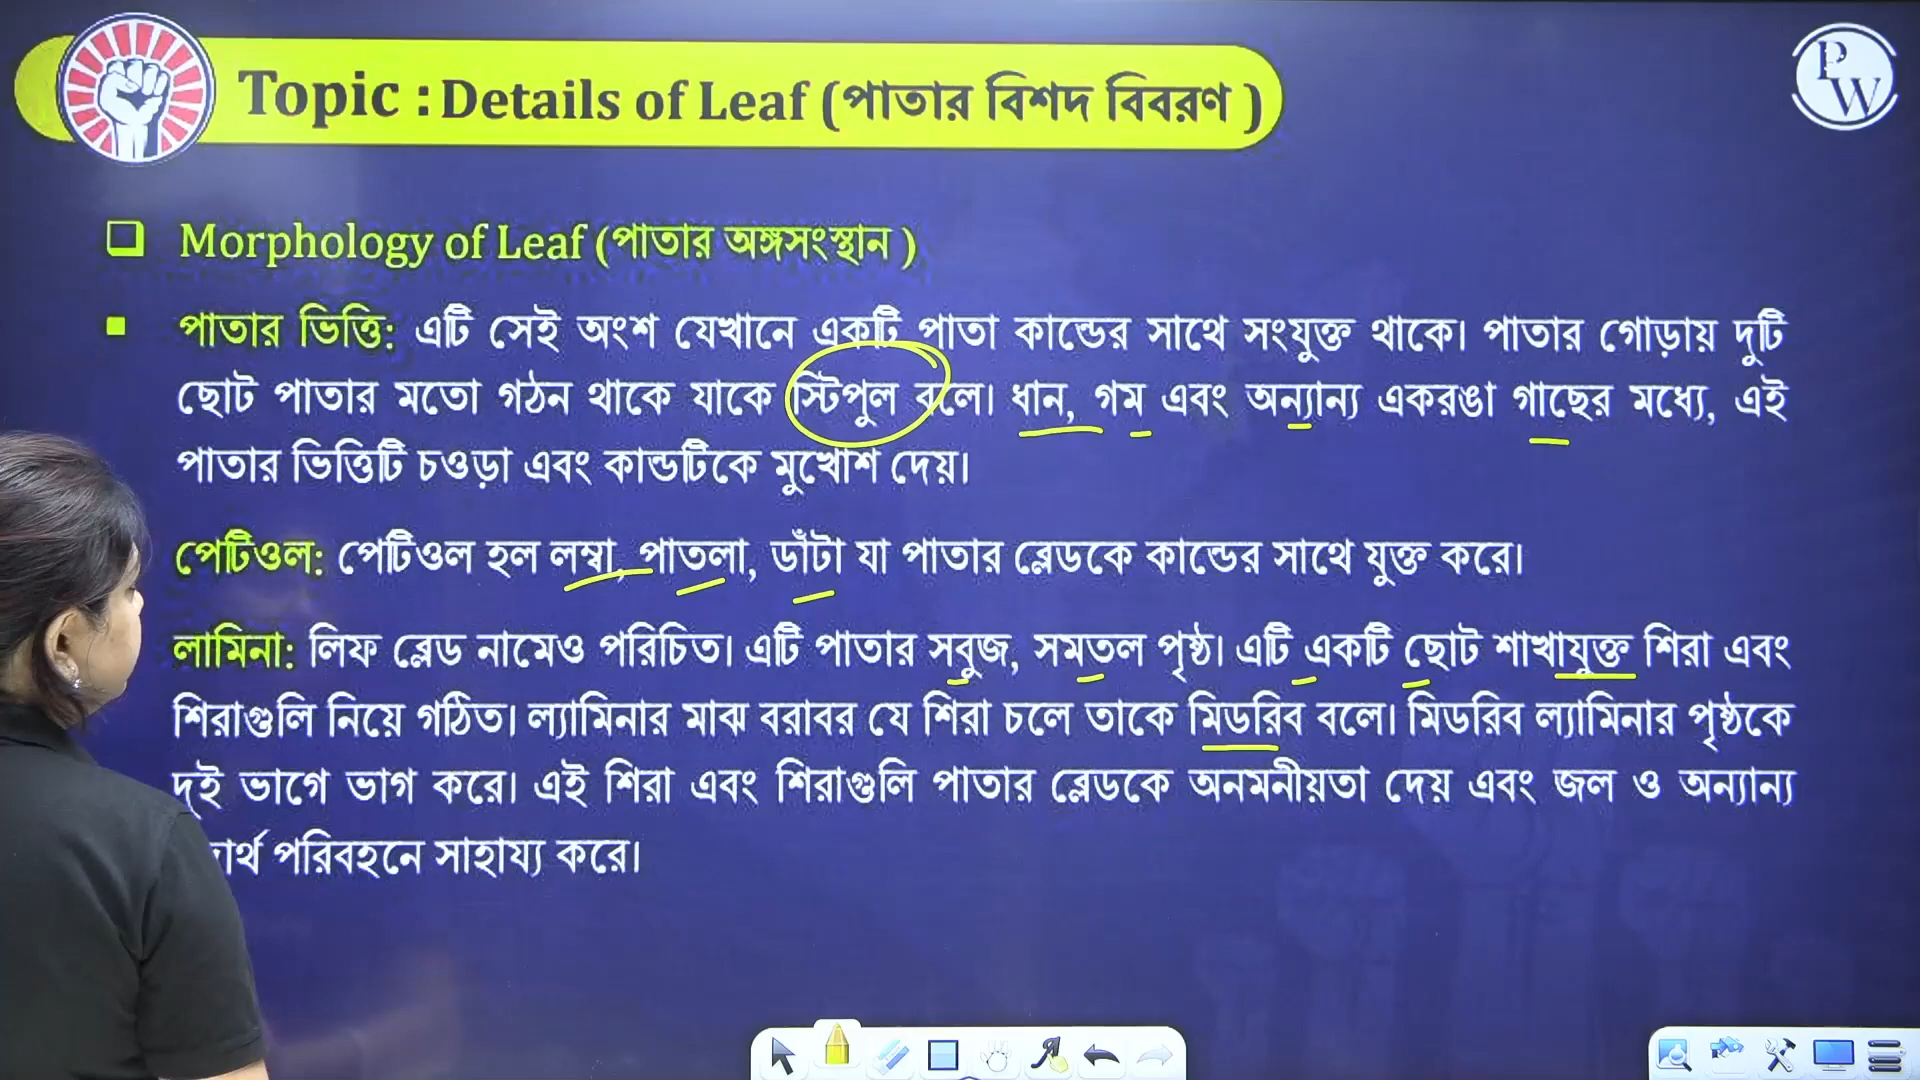 Topic : Details of Leaf (পাতার বিশদ বিবরণ )
PW
Morphology of Leaf (পাতার অঙ্গসংস্থান )
পাতার ভিত্তি: এটি সেই অংশ যেখানে একটি পাতা কান্ডের সাথে সংযুক্ত থাকে। পাতার গোড়ায় দুটি
ছোট পাতার মতো গঠন থাকে যাকে স্টিপুল বলে। ধান, গম এবং অন্যান্য একরঙা গাছের মধ্যে, এই
পাতার ভিত্তিটি চওড়া এবং কান্ডটিকে মুখোশ দেয়।
পেটিওল: পেটিওল হল লম্বা, পাতলা, ডাঁটা যা পাতার ব্লেডকে কান্ডের সাথে যুক্ত করে।
লামিনা: লিফ ব্লেড নামেও পরিচিত। এটি পাতার সবুজ, সমতল পৃষ্ঠ। এটি একটি ছোট শাখাযুক্ত শিরা এবং
শিরাগুলি নিয়ে গঠিত। ল্যামিনার মাঝ বরাবর যে শিরা চলে তাকে মিডরিব বলে। মিডরিব ল্যামিনার পৃষ্ঠকে
দুই ভাগে ভাগ করে। এই শিরা এবং শিরাগুলি পাতার ব্লেডকে অনমনীয়তা দেয় এবং জল ও অন্যান্য
পরিবহনে সাহায্য করে।